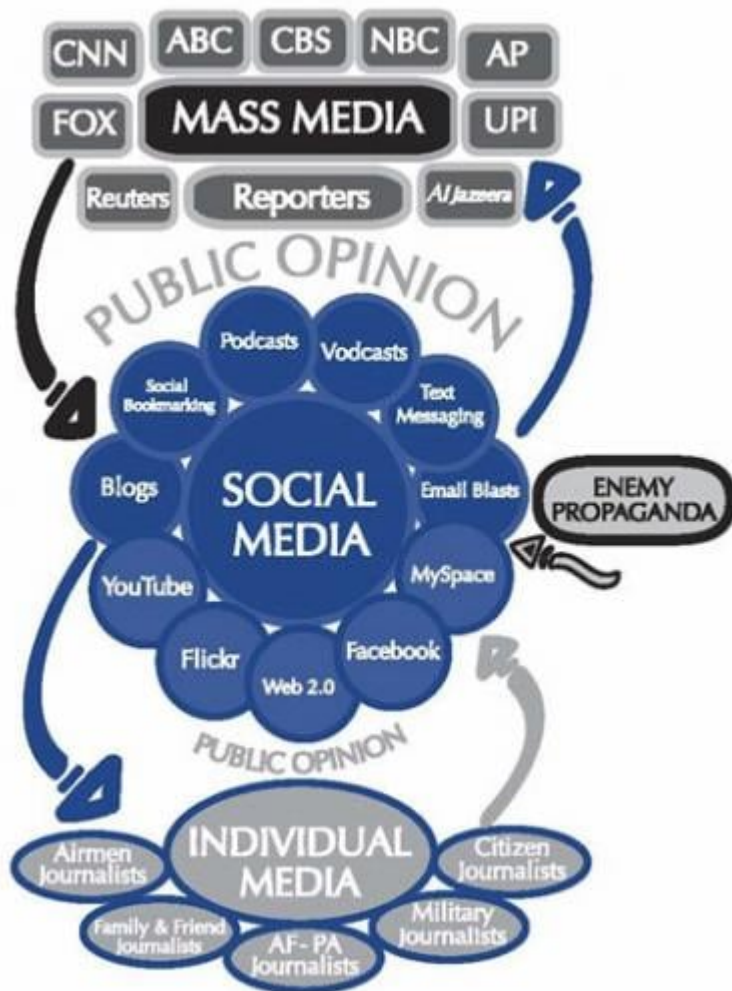 CNN
ABC
CBS
NBC
AP
FOX
MASS MEDIA
UPI
Reuters
Reporters
Al Jazeera
PUBLIC OPINION
Podcasts
Vodcasts
Social
Bookmarking
Text
Messaging
Blogs
SOCIAL
MEDIA
Email Blasts
ENEMY
PROPAGANDA
YouTube
MySpace
Flickr
Web 2.0
Facebook
PUBLIC OPINION
Airmen
Journalists
INDIVIDUAL
MEDIA
Citizen
Journalists
Family & Friend
Journalists
AF-PA
Journalists
Military
Journalists